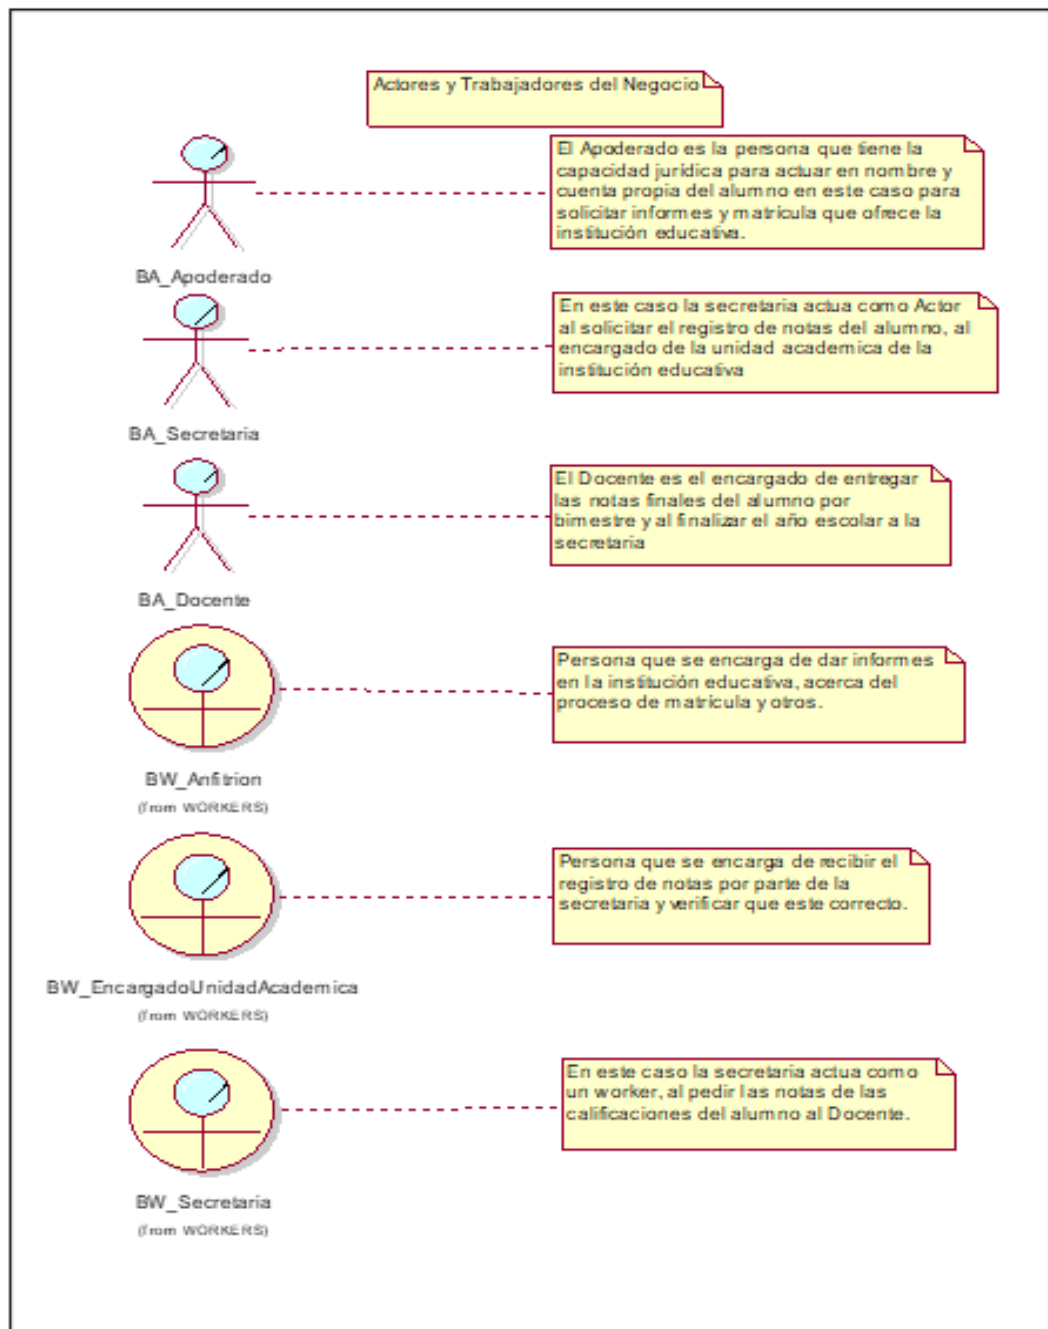 Actores y Trabajadores del Negocio
El Apoderado es la persona que tiene la
capacidad jurídica para actuar en nombre y
cuenta propia del alumno en este caso para
solicitar informes y matrícula que ofrece la
institución educativa.
BA_Apoderado
En este caso la secretaria actua como Actor
al solicitar el registro de notas del alumno, al
encargado de la unidad academica de la
institución educativa
BA_Secretaria
El Docente es el encargado de entregar
las notas finales del alumno por
bimestre y al finalizar el año escolar a la
secretaria
BA_Docente
Persona que se encarga de dar informes
en la institución educativa, acerca del
proceso de matrícula y otros.
BW_Anfitrion
(from WORKERS)
Persona que se encarga de recibir el
registro de notas por parte de la
secretaria y verificar que este correcto.
BW_EncargadoUnidadAcademica
(from WORKERS)
En este caso la secretaria actua como
un worker, al pedir las notas de las
calificaciones del alumno al Docente.
BW_Secretaria
(from WORKERS)